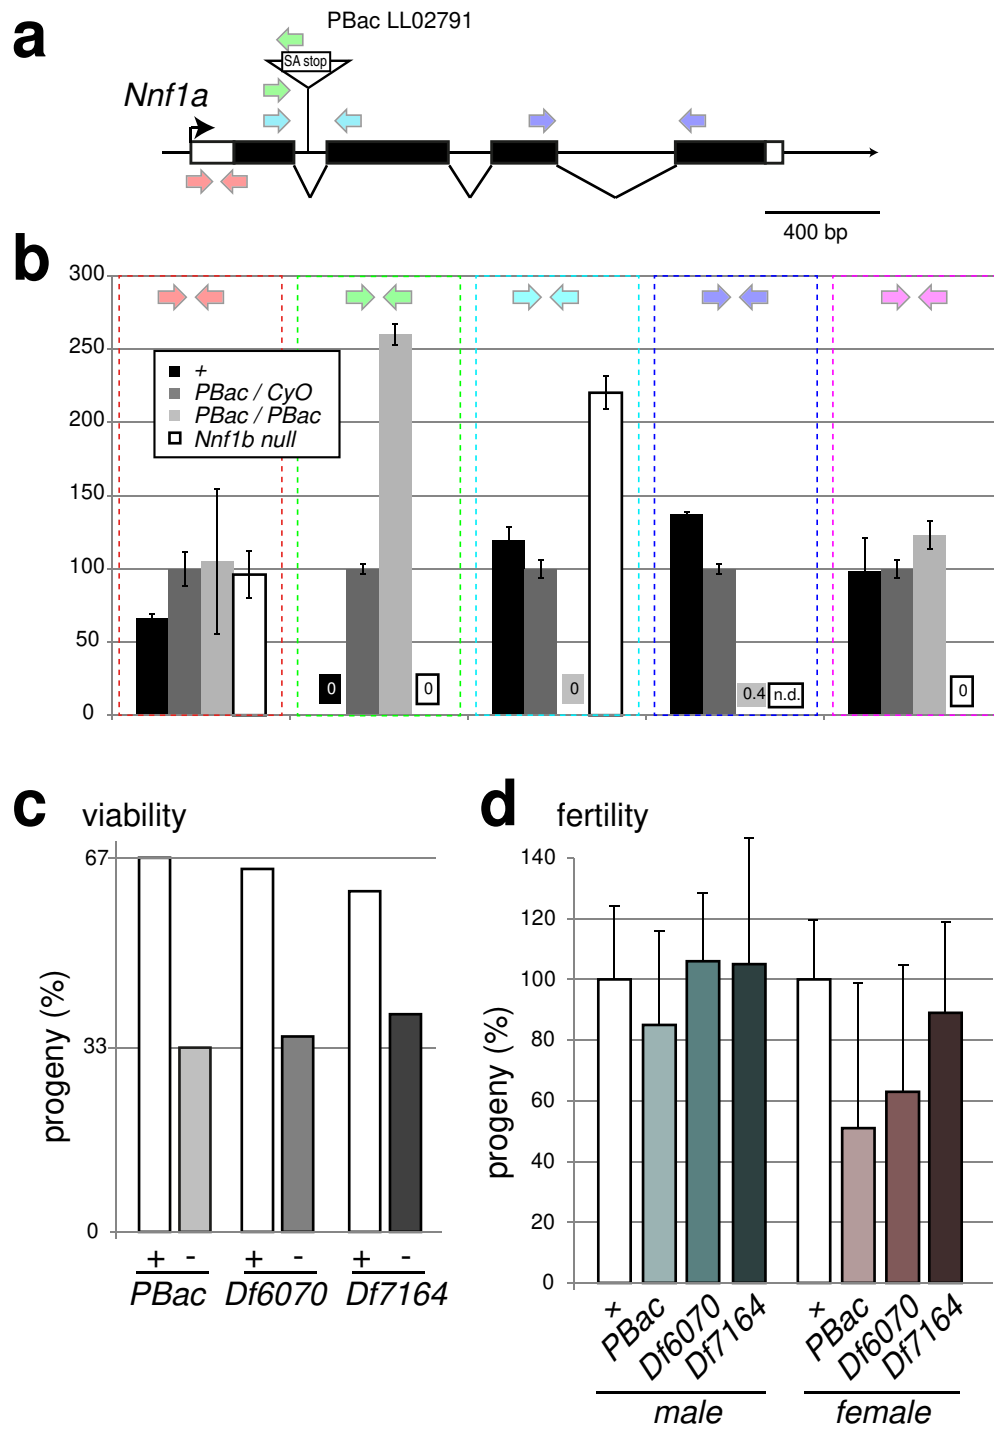 a
PBac LL02791
SA stop
Nnf1a
400 bp
b
300
250
200
150
100
50
0
+
PBac / CyO
PBac / PBac
Nnf1b null
0
0
0
0.4
n.d.
0
c viability
progeny (%)
67
33
0
+ - + - + -
PBac Df6070 Df7164
d fertility
progeny (%)
140
120
100
80
60
40
20
0
+ PBac Df6070 Df7164 + PBac Df6070 Df7164
male female